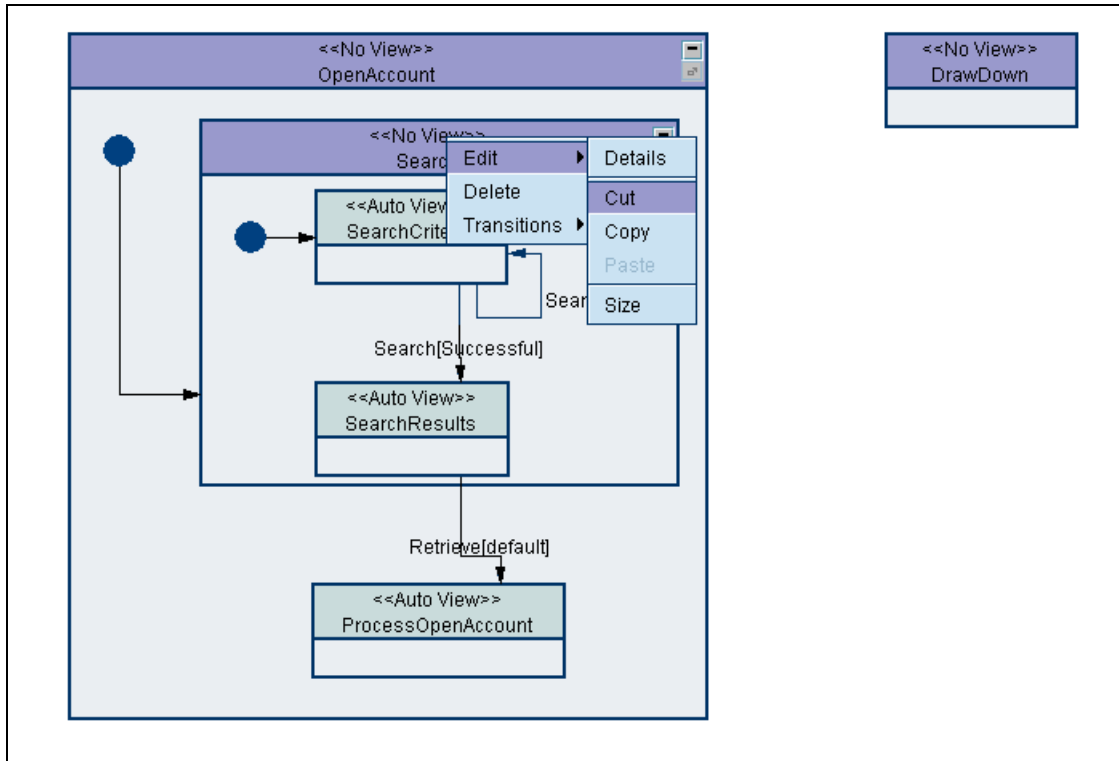 <<No View>>
OpenAccount
<<No View>>
DrawDown
<<No View>>
Searc
Edit
Details
Delete
Cut
Transitions
Copy
Paste
Size
<<Auto View
SearchCrite
Sear
Search[Successful]
<<Auto View>>
SearchResults
Retrieve[default]
<<Auto View>>
ProcessOpenAccount